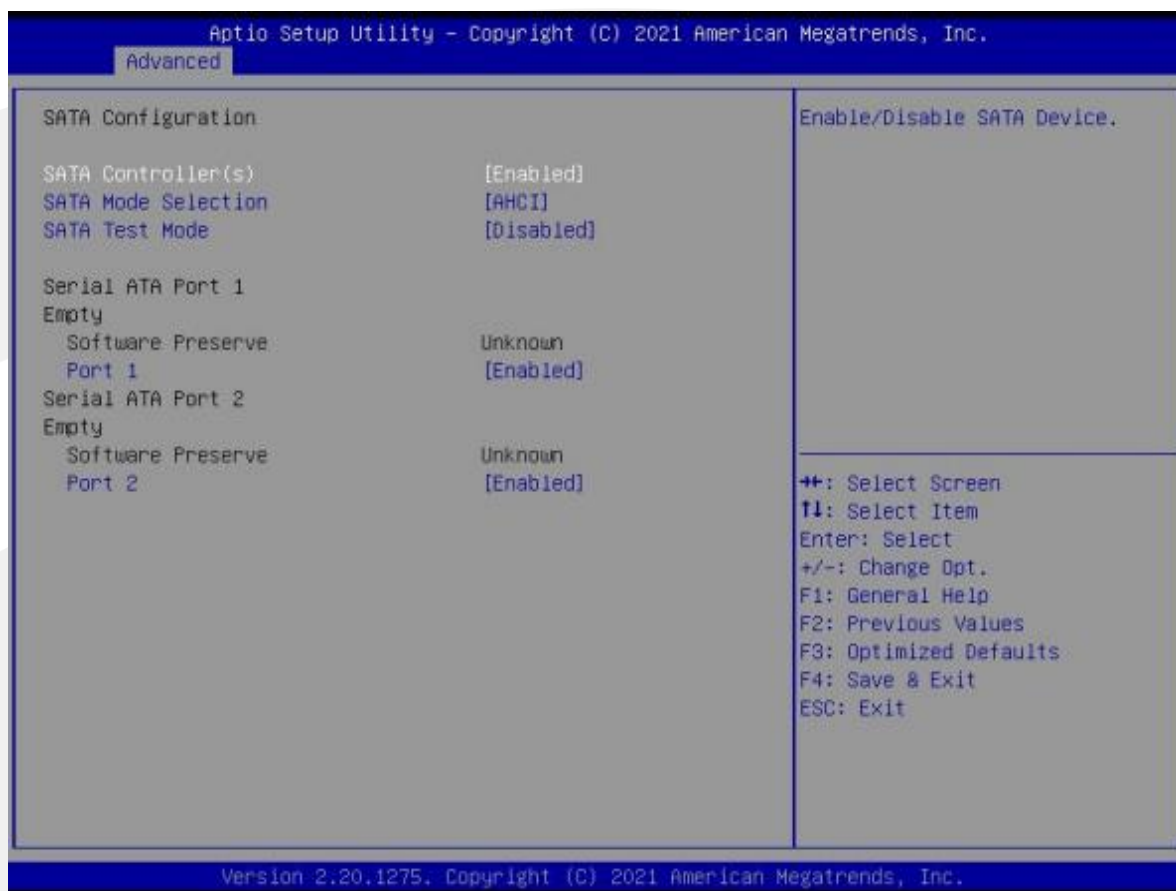 Aptio Setup Utility - Copyright (C) 2021 American Megatrends, Inc.
Advanced
SATA Configuration
SATA Controller(s) [Enabled]
SATA Mode Selection [AHCI]
SATA Test Mode [Disabled]
Serial ATA Port 1
Empty
Software Preserve Unknown
Port 1 [Enabled]
Serial ATA Port 2
Empty
Software Preserve Unknown
Port 2 [Enabled]
Enable/Disable SATA Device.
→←: Select Screen
↑↓: Select Item
Enter: Select
+/-: Change Opt.
F1: General Help
F2: Previous Values
F3: Optimized Defaults
F4: Save & Exit
ESC: Exit
Version 2.20.1275. Copyright (C) 2021 American Megatrends, Inc.